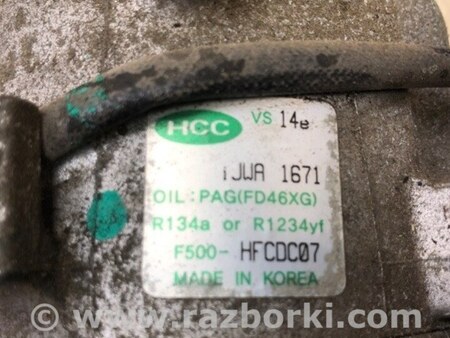 HCC VS 14e
1JWA 1671
OIL : PAG(FD46XG)
R134a or R1234yf
F500- HFCDC07
MADE IN KOREA
© www.razborki.com